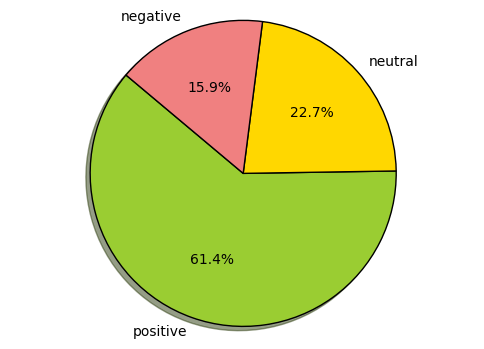 negative
neutral
15.9%
22.7%
61.4%
positive